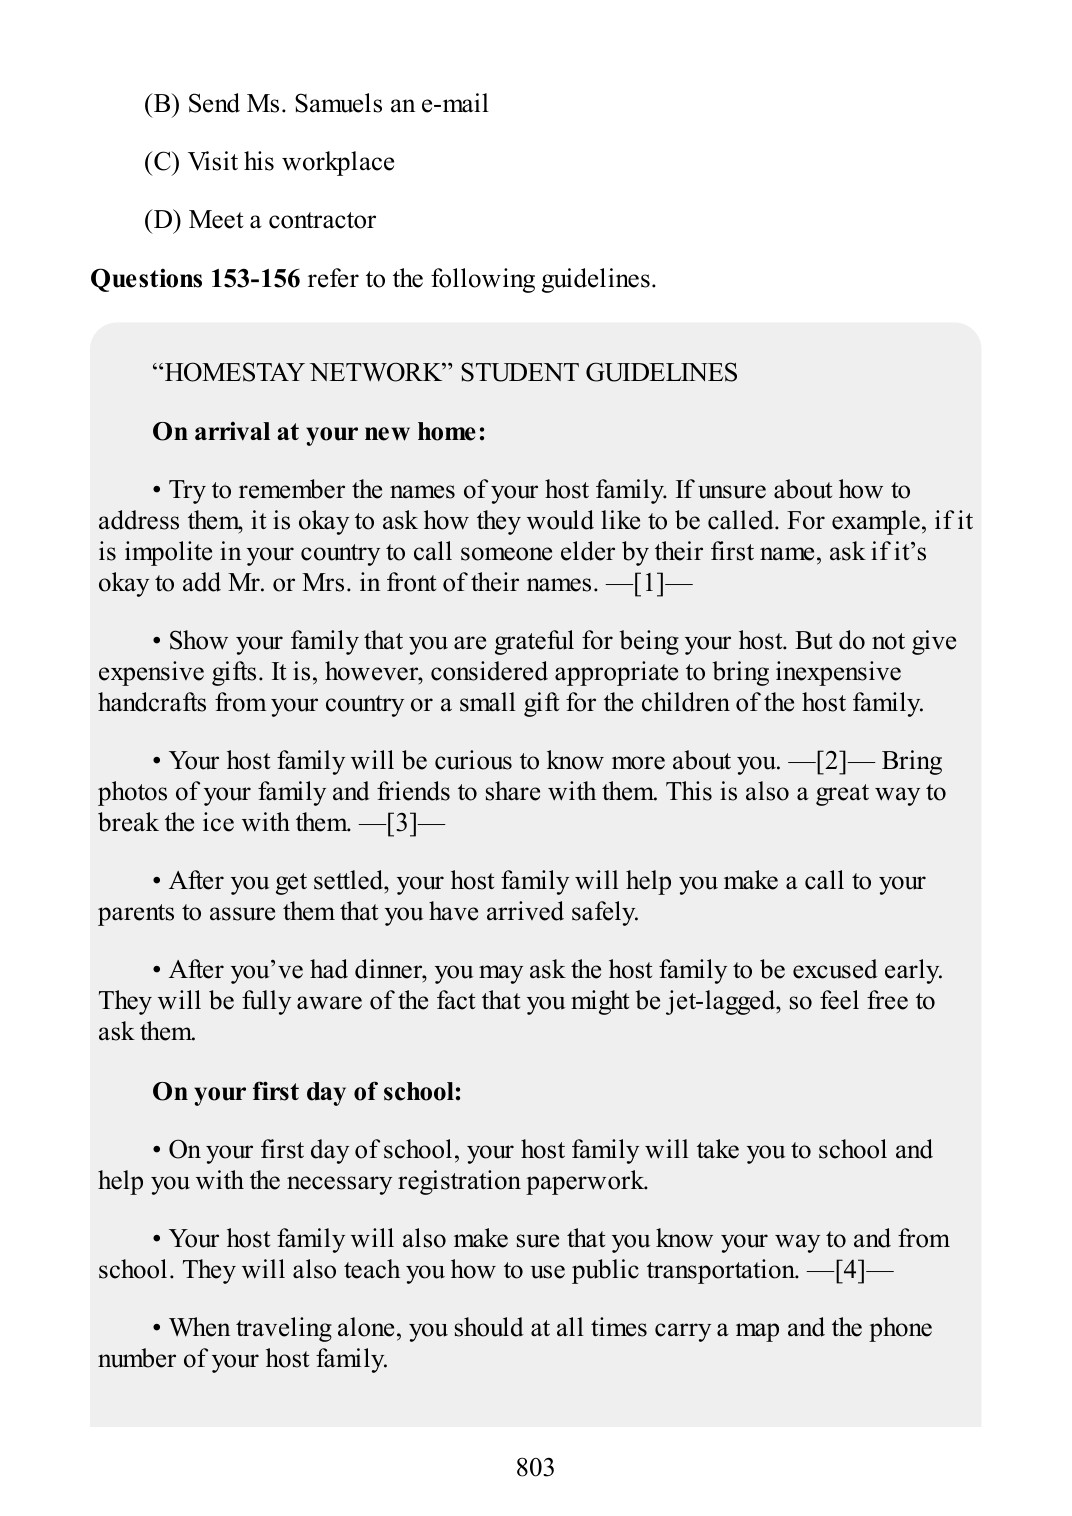 (B) Send Ms. Samuels an e-mail
(C) Visit his workplace
(D) Meet a contractor
Questions 153-156 refer to the following guidelines.
“HOMESTAY NETWORK” STUDENT GUIDELINES
On arrival at your new home:
• Try to remember the names of your host family. If unsure about how to
address them, it is okay to ask how they would like to be called. For example, if it
is impolite in your country to call someone elder by their first name, ask if it’s
okay to add Mr. or Mrs. in front of their names. —[1]—
• Show your family that you are grateful for being your host. But do not give
expensive gifts. It is, however, considered appropriate to bring inexpensive
handcrafts from your country or a small gift for the children of the host family.
• Your host family will be curious to know more about you. —[2]— Bring
photos of your family and friends to share with them. This is also a great way to
break the ice with them. —[3]—
• After you get settled, your host family will help you make a call to your
parents to assure them that you have arrived safely.
• After you’ve had dinner, you may ask the host family to be excused early.
They will be fully aware of the fact that you might be jet-lagged, so feel free to
ask them.
On your first day of school:
• On your first day of school, your host family will take you to school and
help you with the necessary registration paperwork.
• Your host family will also make sure that you know your way to and from
school. They will also teach you how to use public transportation. —[4]—
• When traveling alone, you should at all times carry a map and the phone
number of your host family.
803